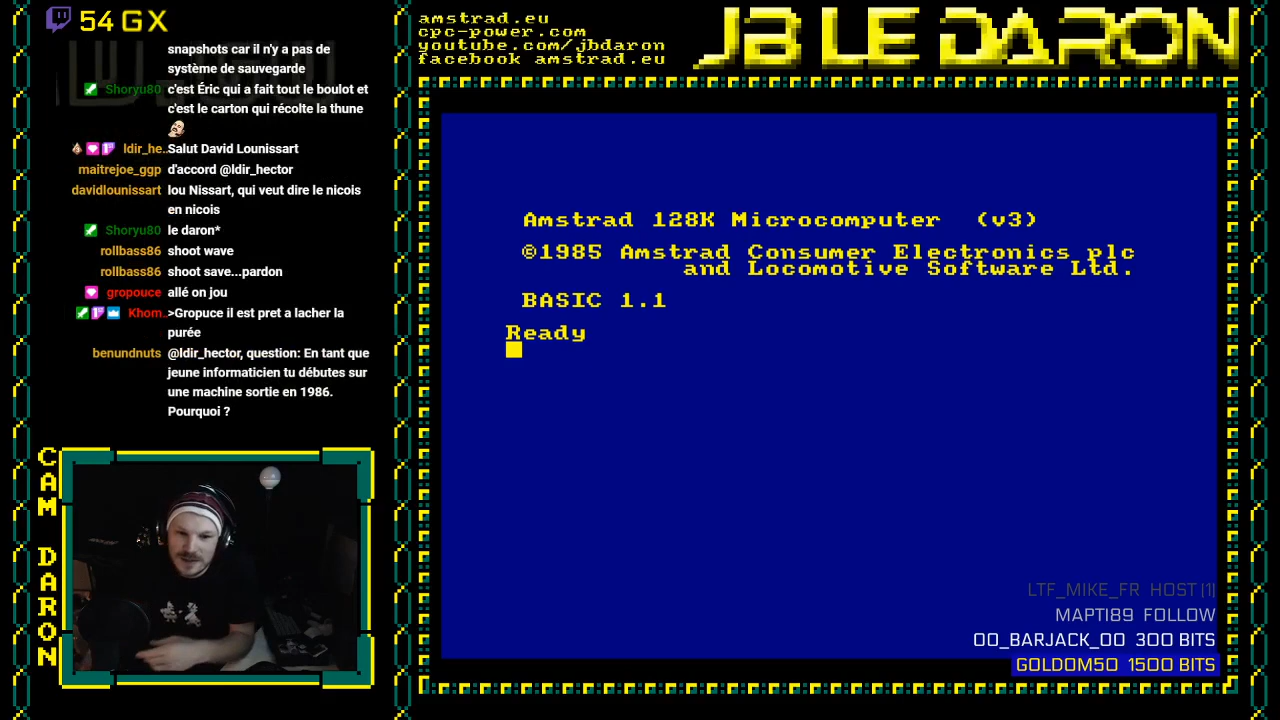 54 GX
snapshots car il n'y a pas de
système de sauvegarde
Shoryu80 c'est Éric qui a fait tout le boulot et
c'est le carton qui récolte la thune
ldir_he.. Salut David Lounissart
maitrejoe_ggp d'accord @ldir_hector
davidlounissart lou Nissart, qui veut dire le nicois
en nicois
Shoryu80 le daron*
rollbass86 shoot wave
rollbass86 shoot save...pardon
gropouce allé on jou
Khom.. >Gropuce il est pret a lacher la
purée
benundnuts @ldir_hector, question: En tant que
jeune informaticien tu débutes sur
une machine sortie en 1986.
Pourquoi ?
CAM DARON
amstrad.eu
cpc-power.com
youtube.com/jbdaron
facebook amstrad.eu
JB LE DARON
Amstrad 128K Microcomputer (v3)
©1985 Amstrad Consumer Electronics plc
and Locomotive Software Ltd.
BASIC 1.1
Ready
LTF_MIKE_FR HOST (1)
MAPTI89 FOLLOW
OO_BARJACK_OO 300 BITS
GOLDOM50 1500 BITS